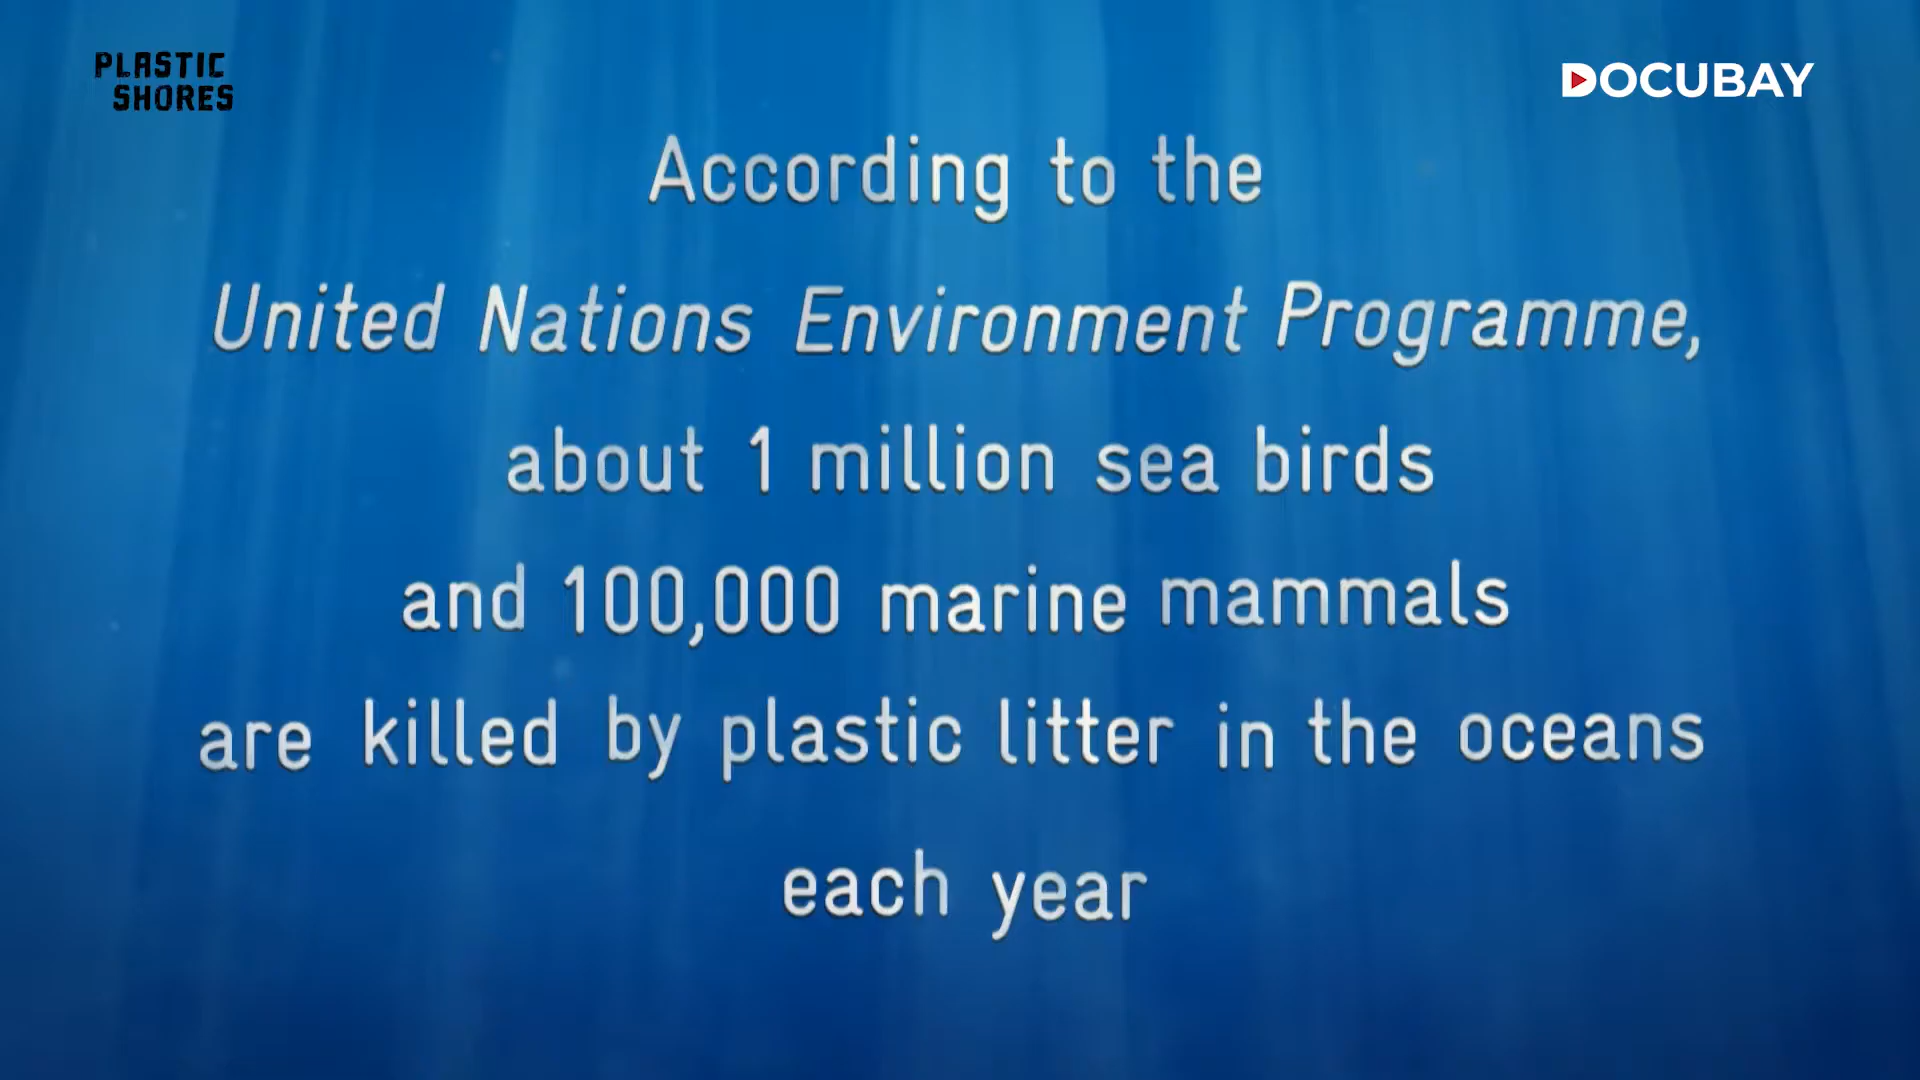 PLASTIC
SHORES
DOCUBAY
According to the
United Nations Environment Programme,
about 1 million sea birds
and 100,000 marine mammals
are killed by plastic litter in the oceans
each year